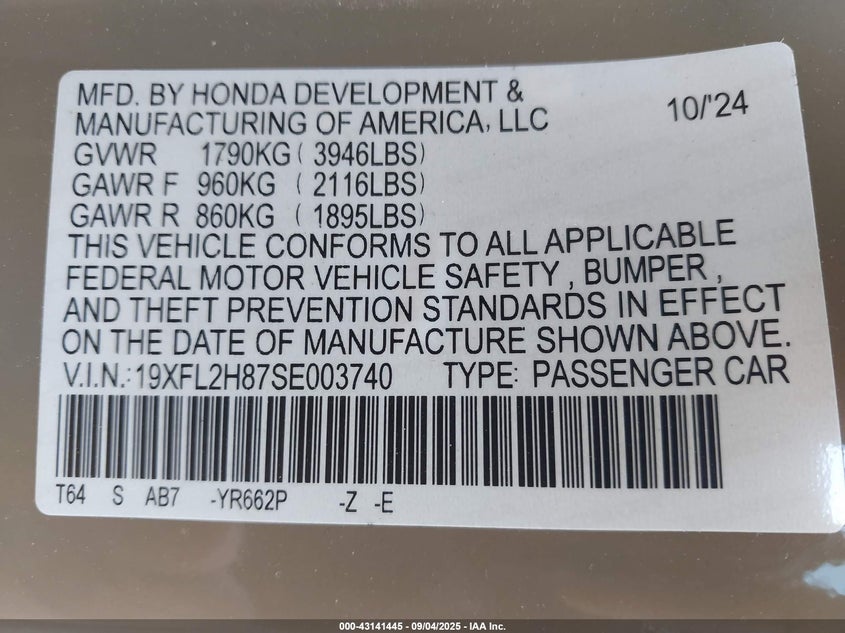 MFD. BY HONDA DEVELOPMENT &
MANUFACTURING OF AMERICA, LLC 10/'24
GVWR 1790KG ( 3946LBS)
GAWR F 960KG ( 2116LBS)
GAWR R 860KG ( 1895LBS)
THIS VEHICLE CONFORMS TO ALL APPLICABLE
FEDERAL MOTOR VEHICLE SAFETY , BUMPER ,
AND THEFT PREVENTION STANDARDS IN EFFECT
ON THE DATE OF MANUFACTURE SHOWN ABOVE.
V.I.N.: 19XFL2H87SE003740 TYPE: PASSENGER CAR
T64 S AB7 -YR662P -Z -E
000-43141445 - 09/04/2025 - IAA Inc.